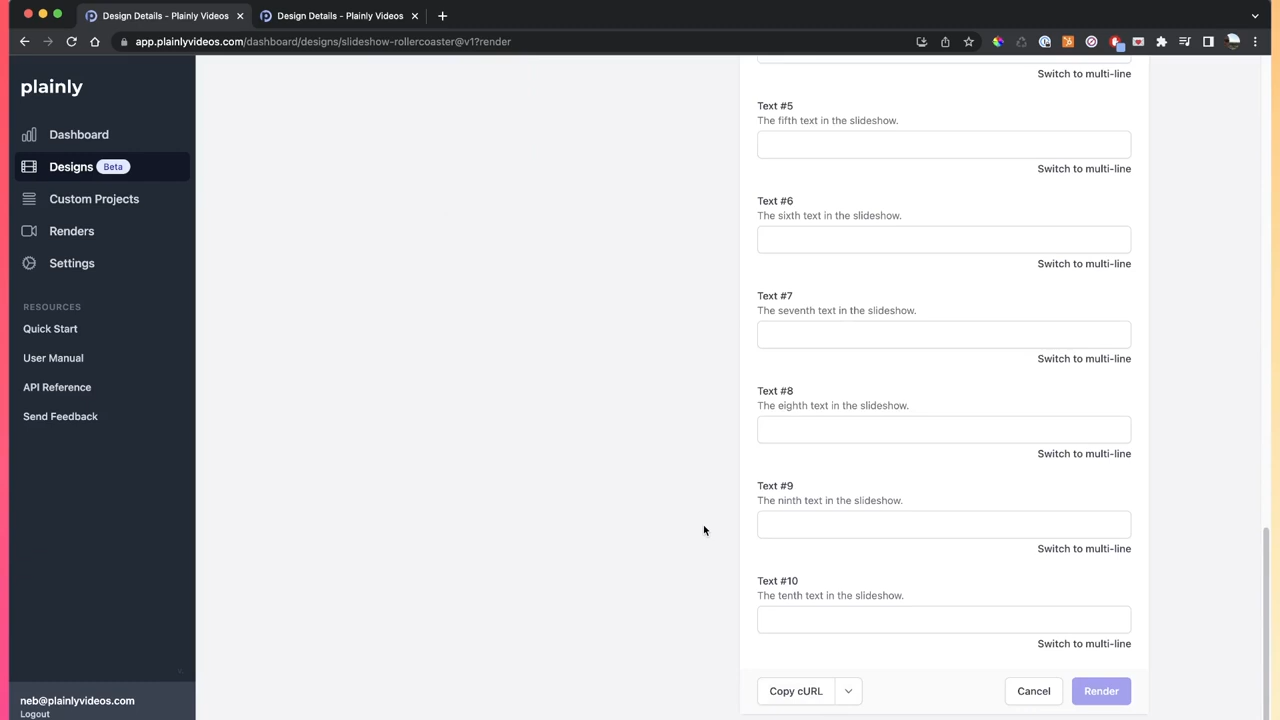 Design Details - Plainly Videos
Design Details - Plainly Videos
app.plainlyvideos.com/dashboard/designs/slideshow-rollercoaster@v1?render
plainly
Dashboard
Designs Beta
Custom Projects
Renders
Settings
RESOURCES
Quick Start
User Manual
API Reference
Send Feedback
neb@plainlyvideos.com
Logout
Switch to multi-line
Text #5
The fifth text in the slideshow.
Switch to multi-line
Text #6
The sixth text in the slideshow.
Switch to multi-line
Text #7
The seventh text in the slideshow.
Switch to multi-line
Text #8
The eighth text in the slideshow.
Switch to multi-line
Text #9
The ninth text in the slideshow.
Switch to multi-line
Text #10
The tenth text in the slideshow.
Switch to multi-line
Copy cURL
Cancel
Render